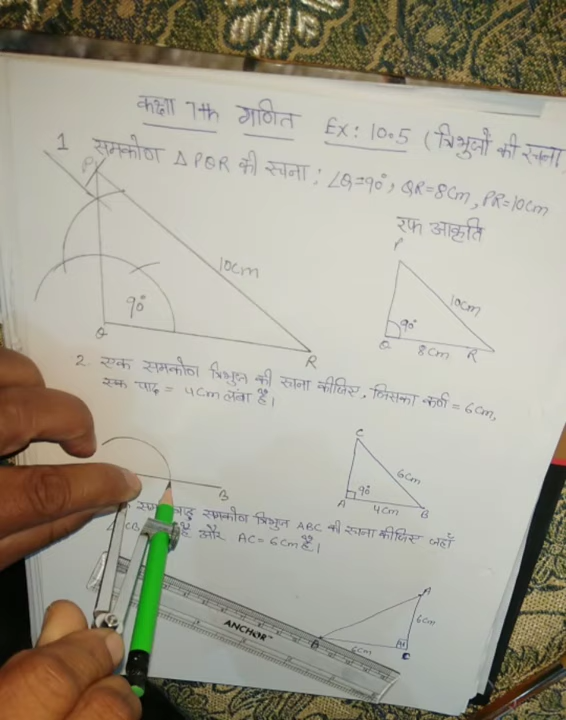 कक्षा 7th गणित Ex: 10.5 (त्रिभुजों की रचना
1 समकोण △PQR की रचना: ∠Q=90°, QR=8cm, PR=10cm
रफ आकृति
P
P
10cm
10cm
90°
90°
Q
R
Q
8cm
R
2. एक समकोण त्रिभुज की रचना कीजिए, जिसका कर्ण = 6cm,
एक पाद = 4cm लंबा है।
C
6cm
90°
A
4cm
B
B
समकोण त्रिभुज ABC की रचना कीजिए जहाँ
CB है और AC=6cm है।
ANCHOR
A
6cm
6cm